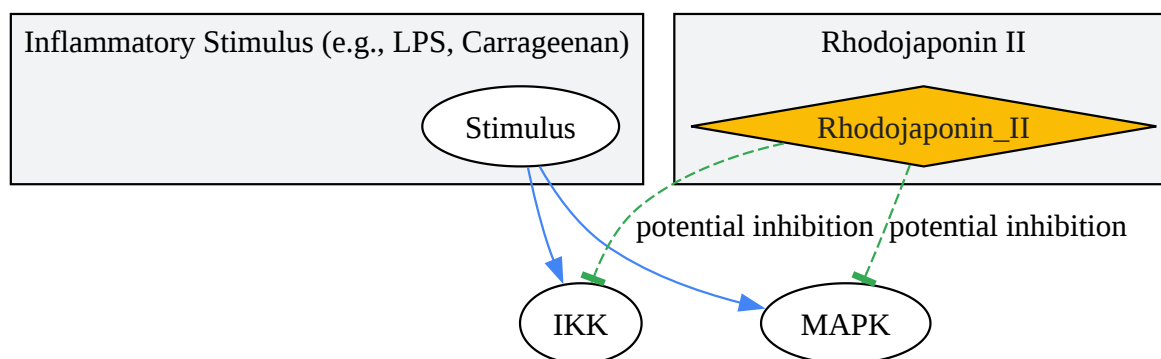 Inflammatory Stimulus (e.g., LPS, Carrageenan)
Rhodojaponin II
Stimulus
Rhodojaponin_II
potential inhibition
potential inhibition
IKK
MAPK